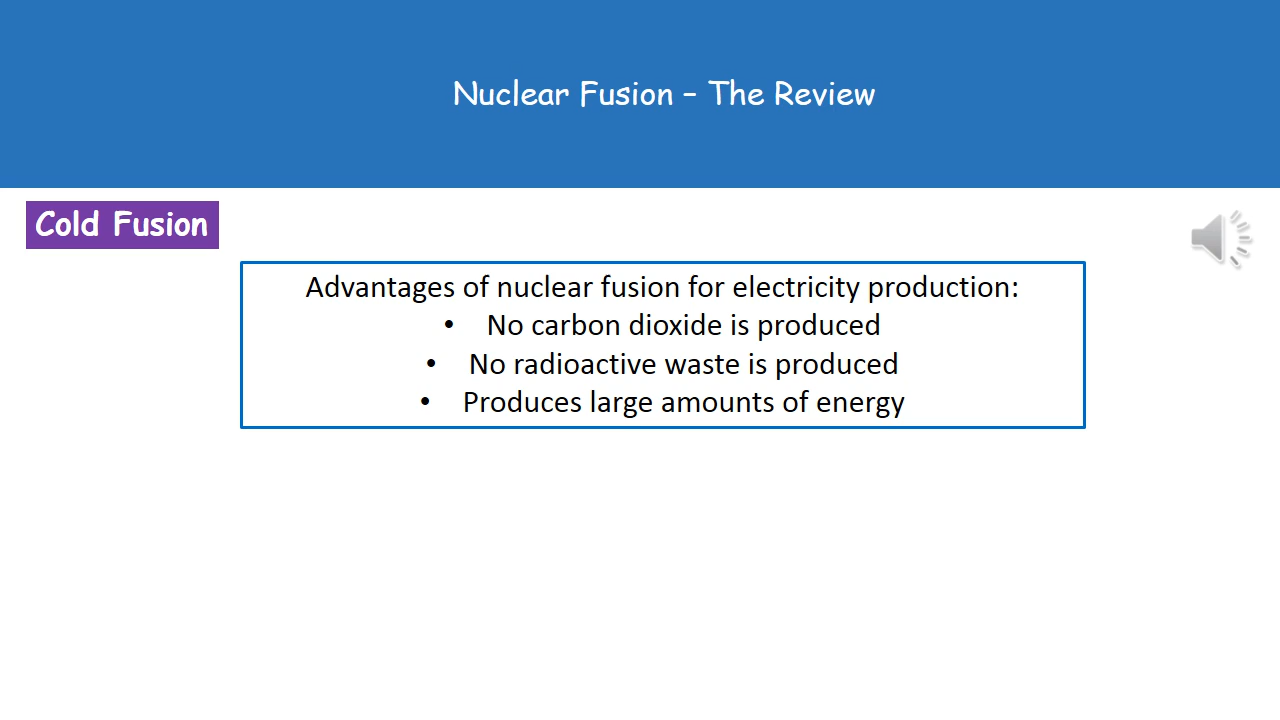 Nuclear Fusion – The Review
Cold Fusion
Advantages of nuclear fusion for electricity production:
• No carbon dioxide is produced
• No radioactive waste is produced
• Produces large amounts of energy